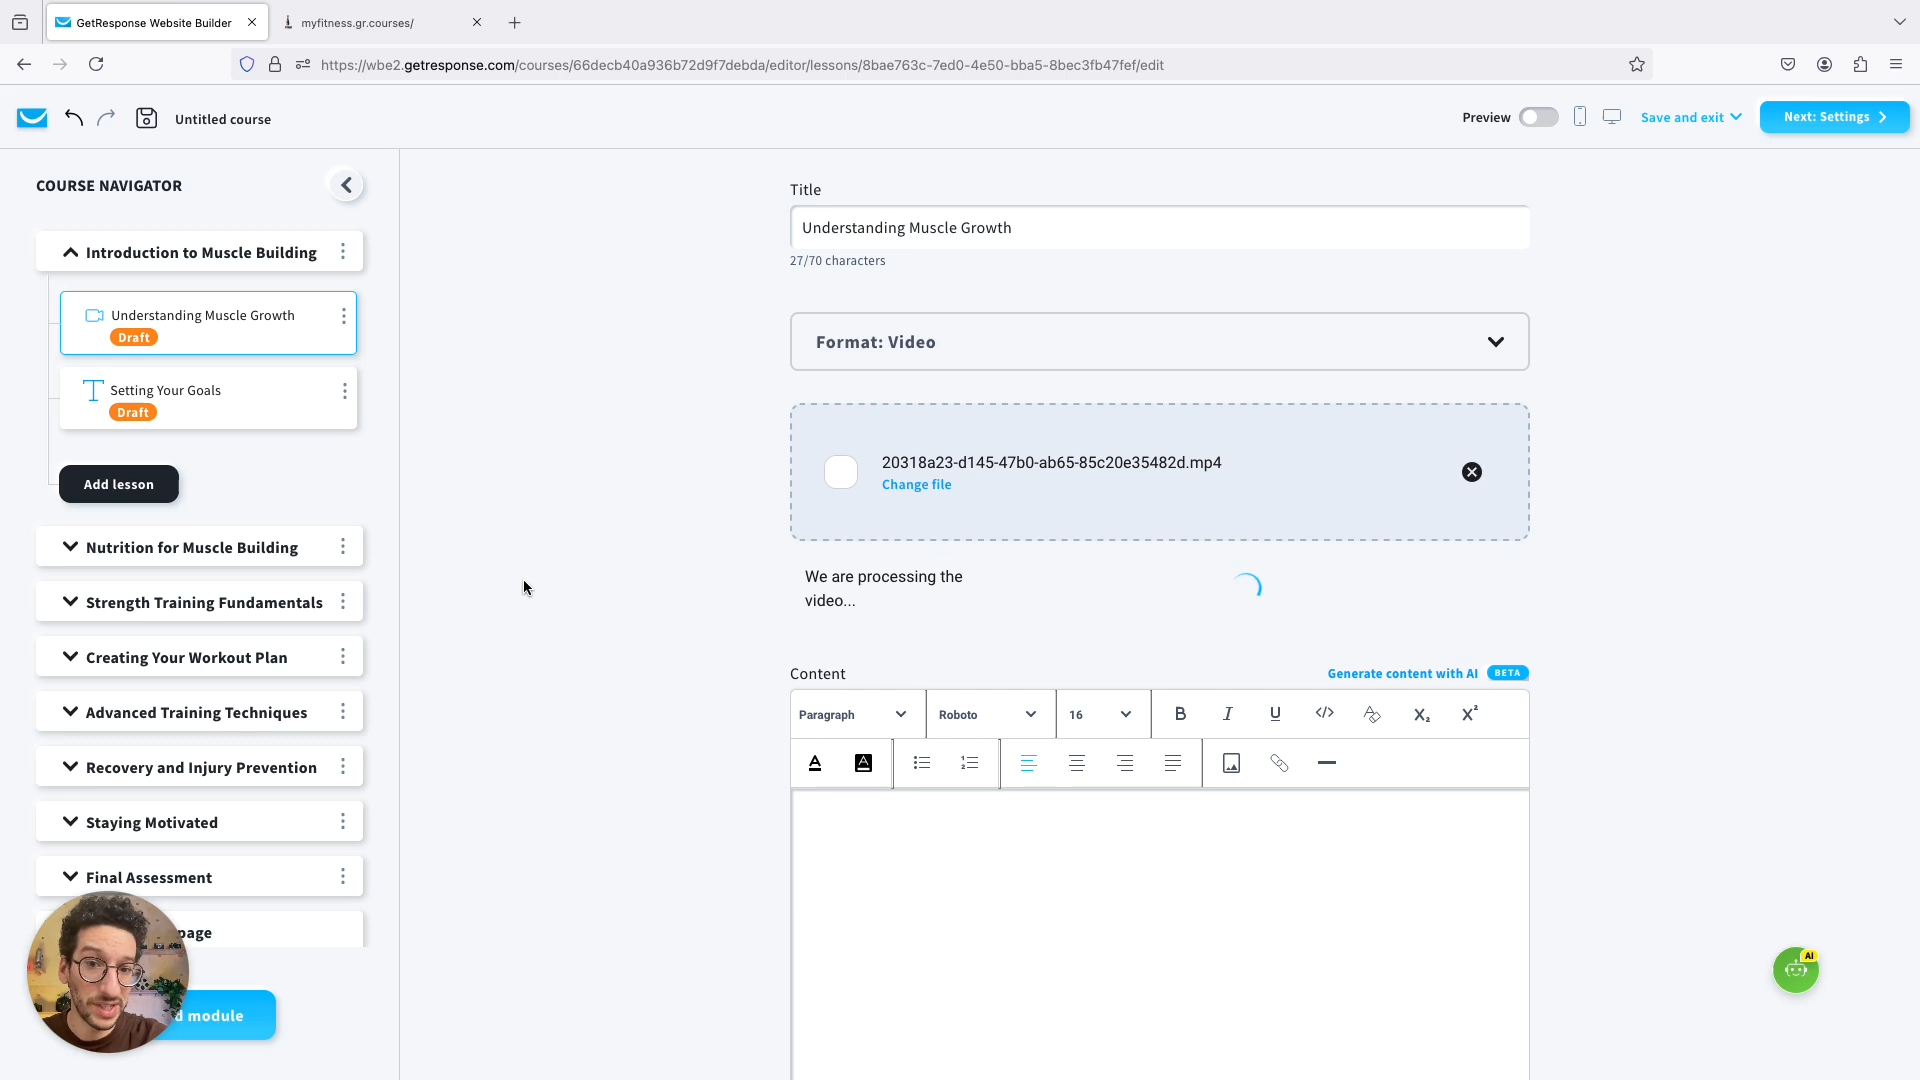 GetResponse Website Builder
myfitness.gr.courses/
https://wbe2.getresponse.com/courses/66decb40a936b72d9f7debda/editor/lessons/8bae763c-7ed0-4e50-bba5-8bec3fb47fef/edit
Untitled course
Preview
Save and exit
Next: Settings
COURSE NAVIGATOR
Introduction to Muscle Building
Understanding Muscle Growth
Draft
Setting Your Goals
Draft
Add lesson
Nutrition for Muscle Building
Strength Training Fundamentals
Creating Your Workout Plan
Advanced Training Techniques
Recovery and Injury Prevention
Staying Motivated
Final Assessment
page
module
Title
Understanding Muscle Growth
27/70 characters
Format: Video
20318a23-d145-47b0-ab65-85c20e35482d.mp4
Change file
We are processing the
video...
Content
Generate content with AI BETA
Paragraph
Roboto
16
AI